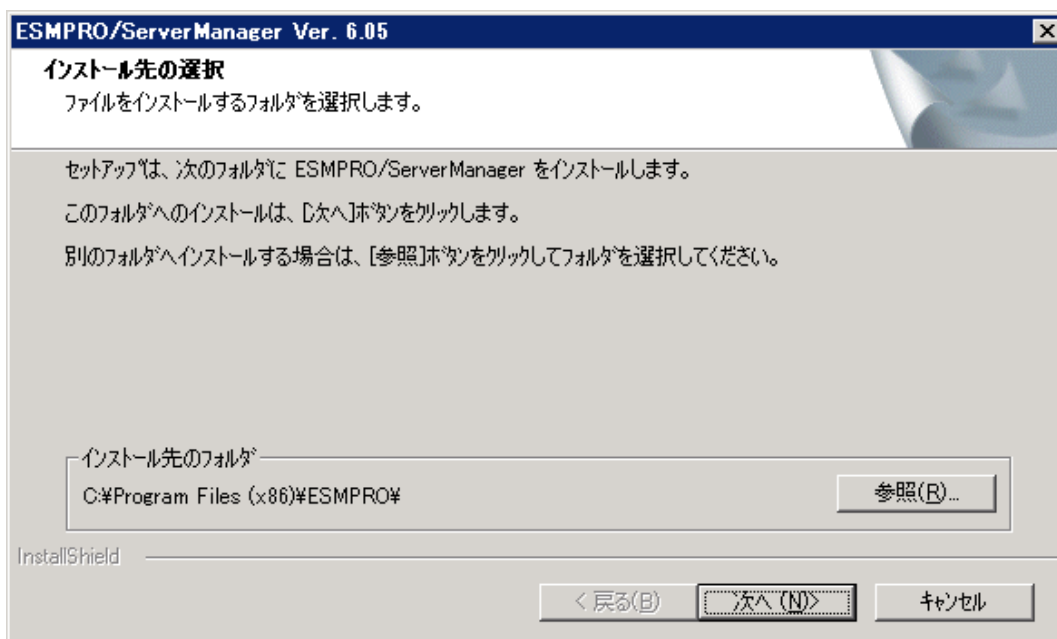 ESMPRO/ServerManager Ver. 6.05
インストール先の選択
ファイルをインストールするフォルダを選択します。
セットアップは、次のフォルダに ESMPRO/ServerManager をインストールします。
このフォルダへのインストールは、[次へ]ボタンをクリックします。
別のフォルダへインストールする場合は、[参照]ボタンをクリックしてフォルダを選択してください。
インストール先のフォルダ
C:¥Program Files (x86)¥ESMPRO¥
参照(R)...
InstallShield
< 戻る(B)
次へ (N)>
キャンセル